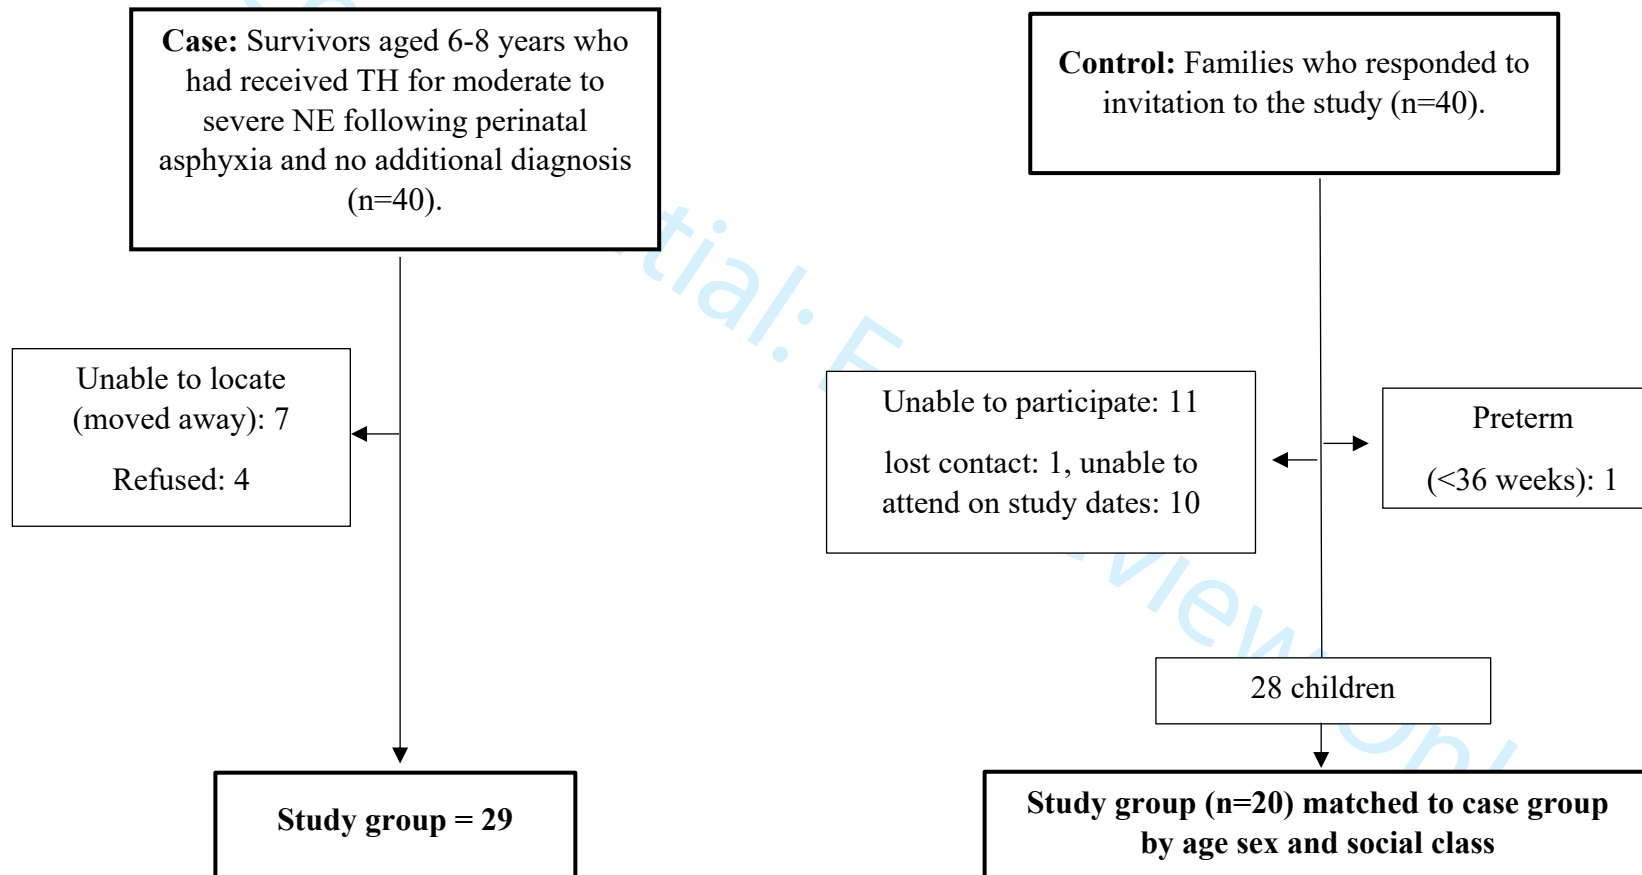 Case: Survivors aged 6-8 years who
had received TH for moderate to
severe NE following perinatal
asphyxia and no additional diagnosis
(n=40).
Control: Families who responded to
invitation to the study (n=40).
Unable to locate
(moved away): 7
Refused: 4
Unable to participate: 11
lost contact: 1, unable to
attend on study dates: 10
Preterm
(<36 weeks): 1
28 children
Study group = 29
Study group (n=20) matched to case group
by age sex and social class